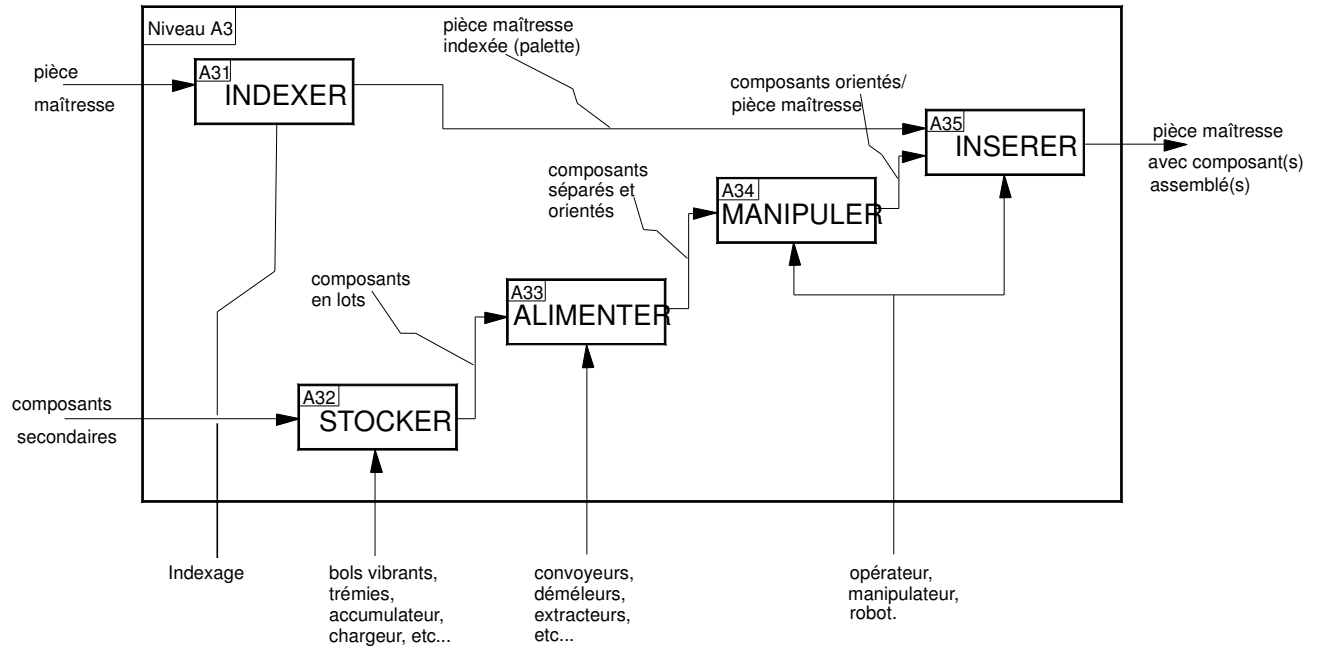 Niveau A3
pièce maîtresse
indexée (palette)
pièce
maîtresse
A31
INDEXER
composants orientés/
pièce maîtresse
A35
INSERER
pièce maîtresse
avec composant(s)
assemblé(s)
composants
séparés et
orientés
A34
MANIPULER
composants
en lots
A33
ALIMENTER
composants
secondaires
A32
STOCKER
Indexage
bols vibrants,
trémies,
accumulateur,
chargeur, etc...
convoyeurs,
déméleurs,
extracteurs,
etc...
opérateur,
manipulateur,
robot.